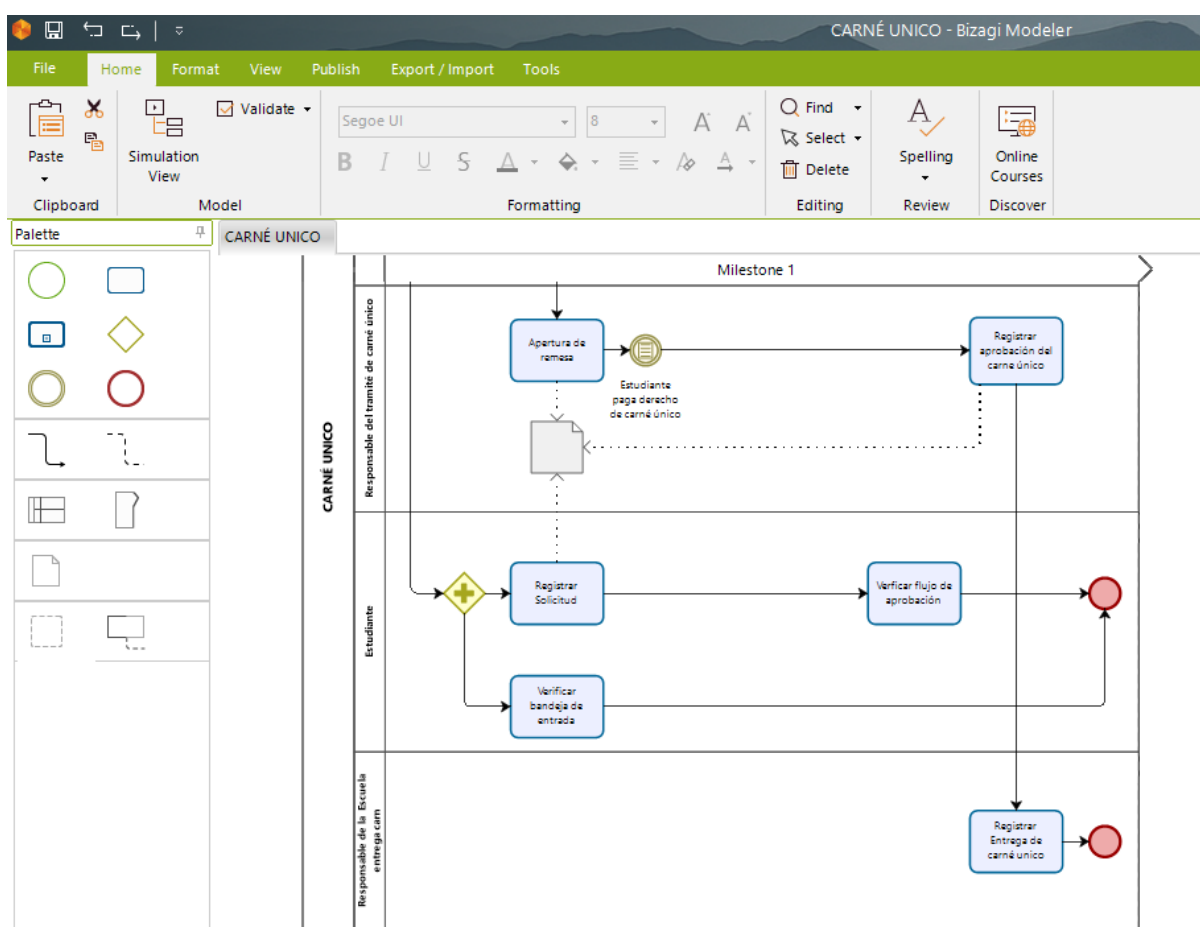 CARNÉ UNICO - Bizagi Modeler
File Home Format View Publish Export / Import Tools
Paste
Clipboard
Simulation
View
Validate
Model
Segoe UI 8
B I U S A
Formatting
Find
Select
Delete
Editing
Spelling
Review
Online
Courses
Discover
Palette
CARNÉ UNICO
Milestone 1
CARNÉ UNICO
Responsable del tramité de carné único
Apertura de
remesa
Estudiante
paga derecho
de carné único
Registrar
aprobación del
carne único
Estudiante
Registrar
Solicitud
Verficar flujo de
aprobación
Verificar
bandeja de
entrada
Responsable de la Escuela
entrega carn
Registrar
Entrega de
carné unico